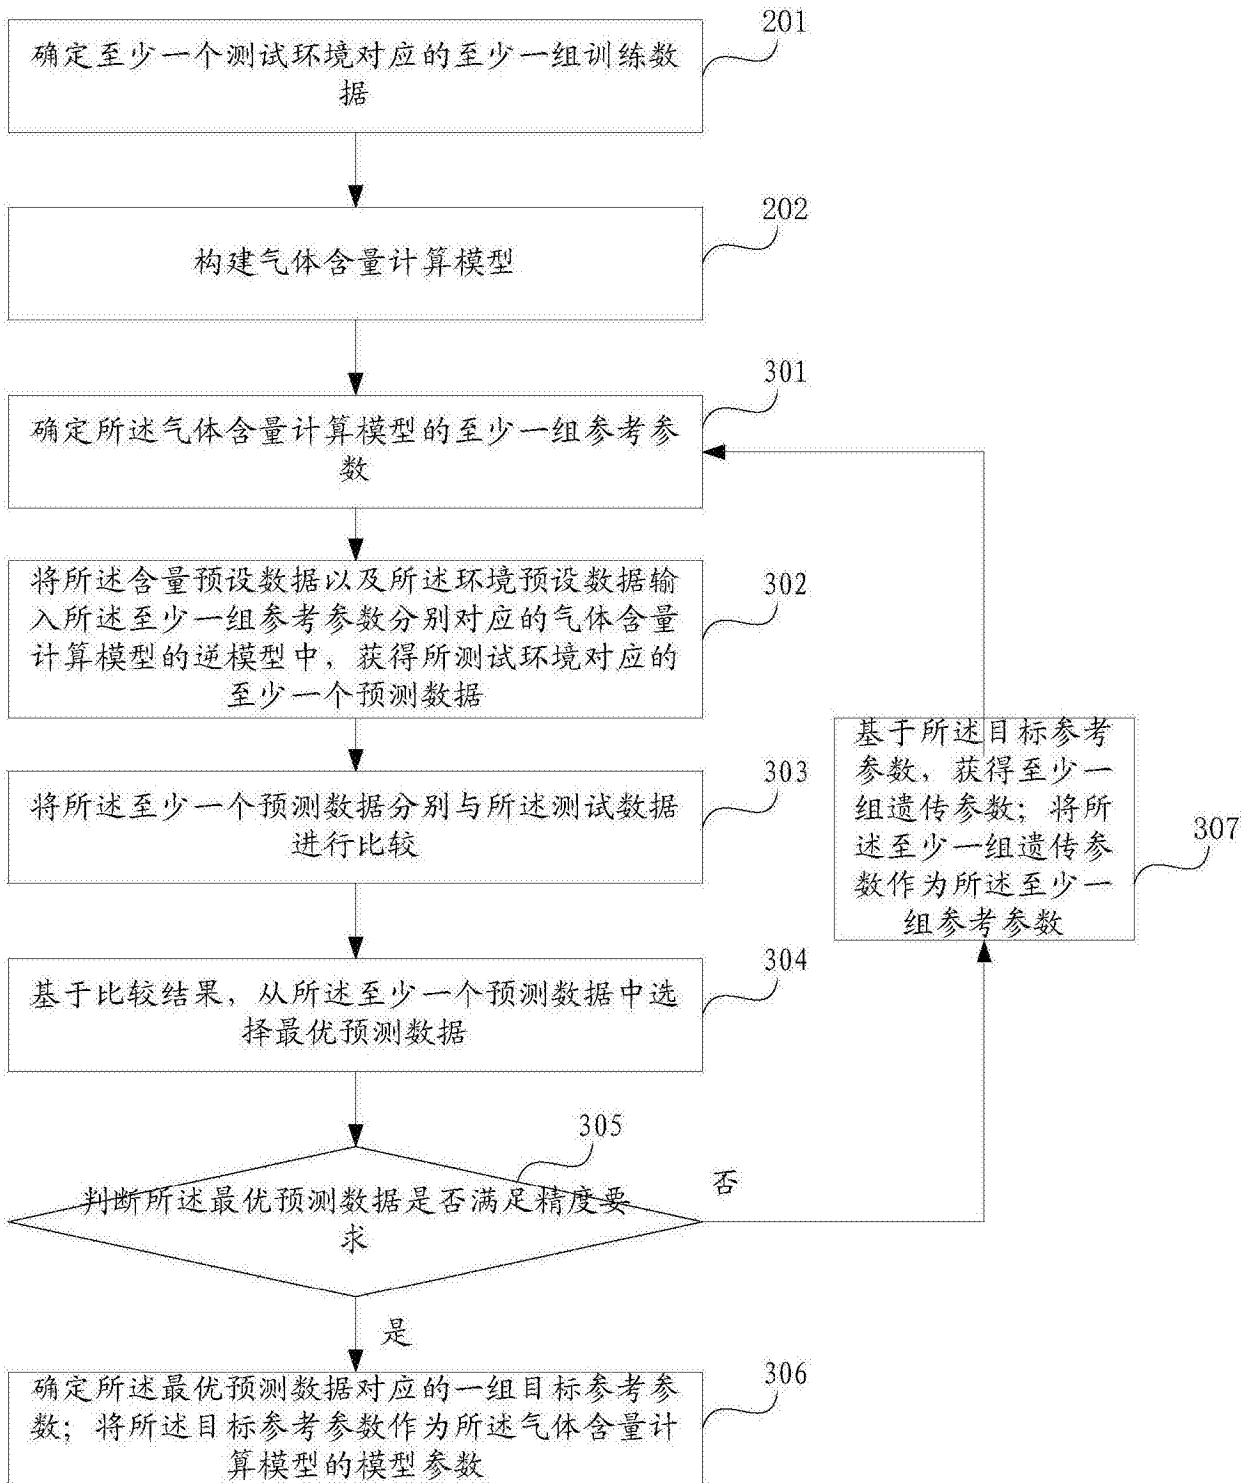 201
确定至少一个测试环境对应的至少一组训练数
据
202
构建气体含量计算模型
301
确定所述气体含量计算模型的至少一组参考参
数
302
将所述含量预设数据以及所述环境预设数据输
入所述至少一组参考参数分别对应的气体含量
计算模型的逆模型中，获得所测试环境对应的
至少一个预测数据
303
将所述至少一个预测数据分别与所述测试数据
进行比较
304
基于比较结果，从所述至少一个预测数据中选
择最优预测数据
305
判断所述最优预测数据是否满足精度要
求
否
307
基于所述目标参考
参数，获得至少一
组遗传参数；将所
述至少一组遗传参
数作为所述至少一
组参考参数
是
306
确定所述最优预测数据对应的一组目标参考参
数；将所述目标参考参数作为所述气体含量计
算模型的模型参数